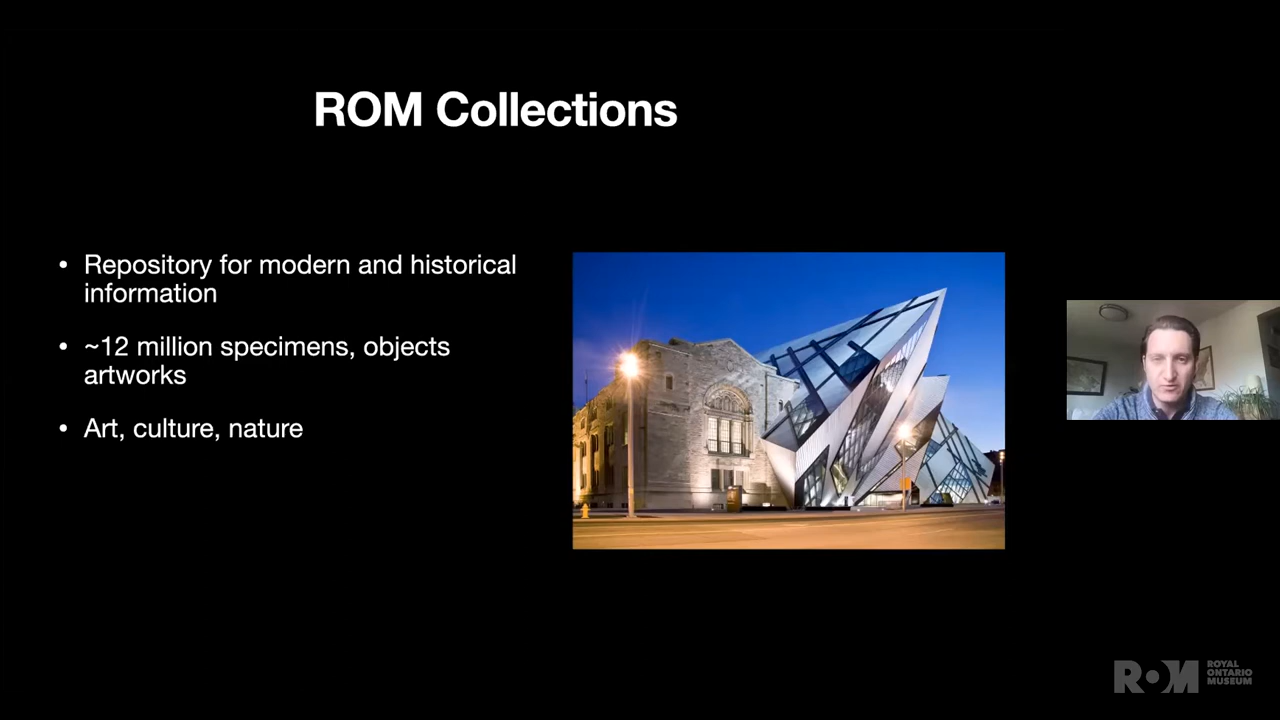 ROM Collections
• Repository for modern and historical
information
• ~12 million specimens, objects
artworks
• Art, culture, nature
ROM
ROYAL
ONTARIO
MUSEUM